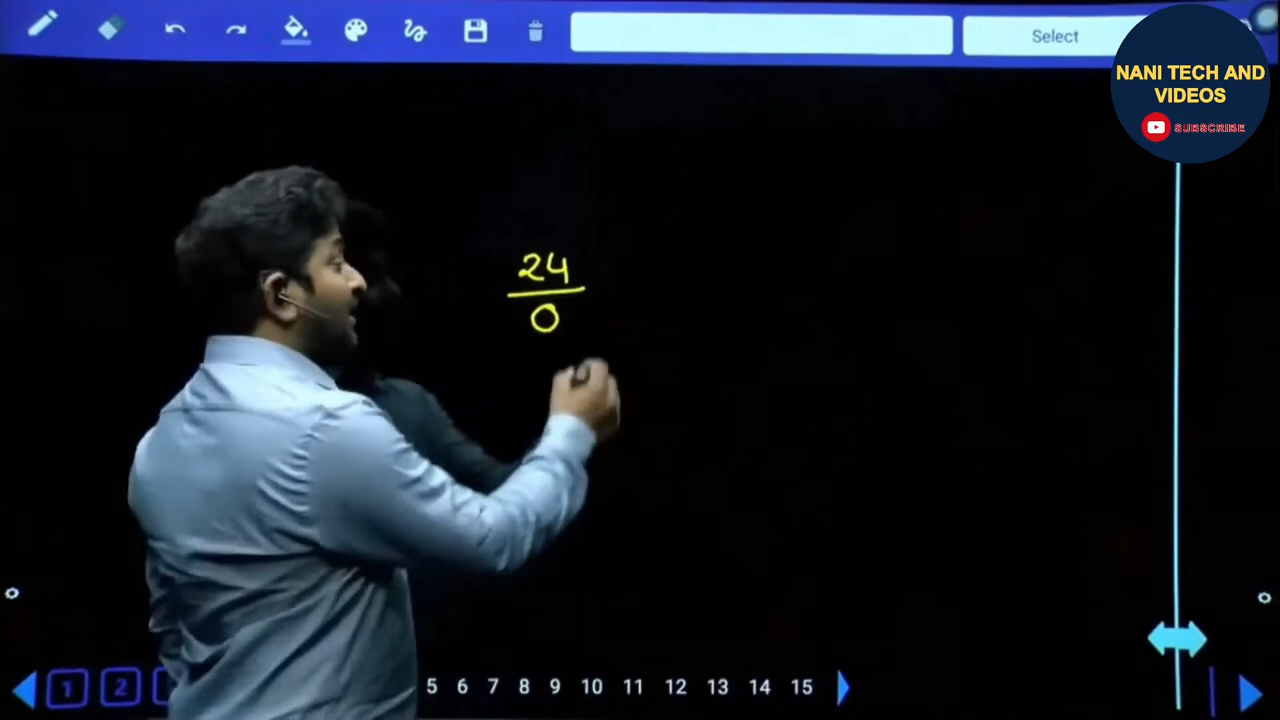 Select
NANI TECH AND
VIDEOS
SUBSCRIBE
24
0
1 2 5 6 7 8 9 10 11 12 13 14 15